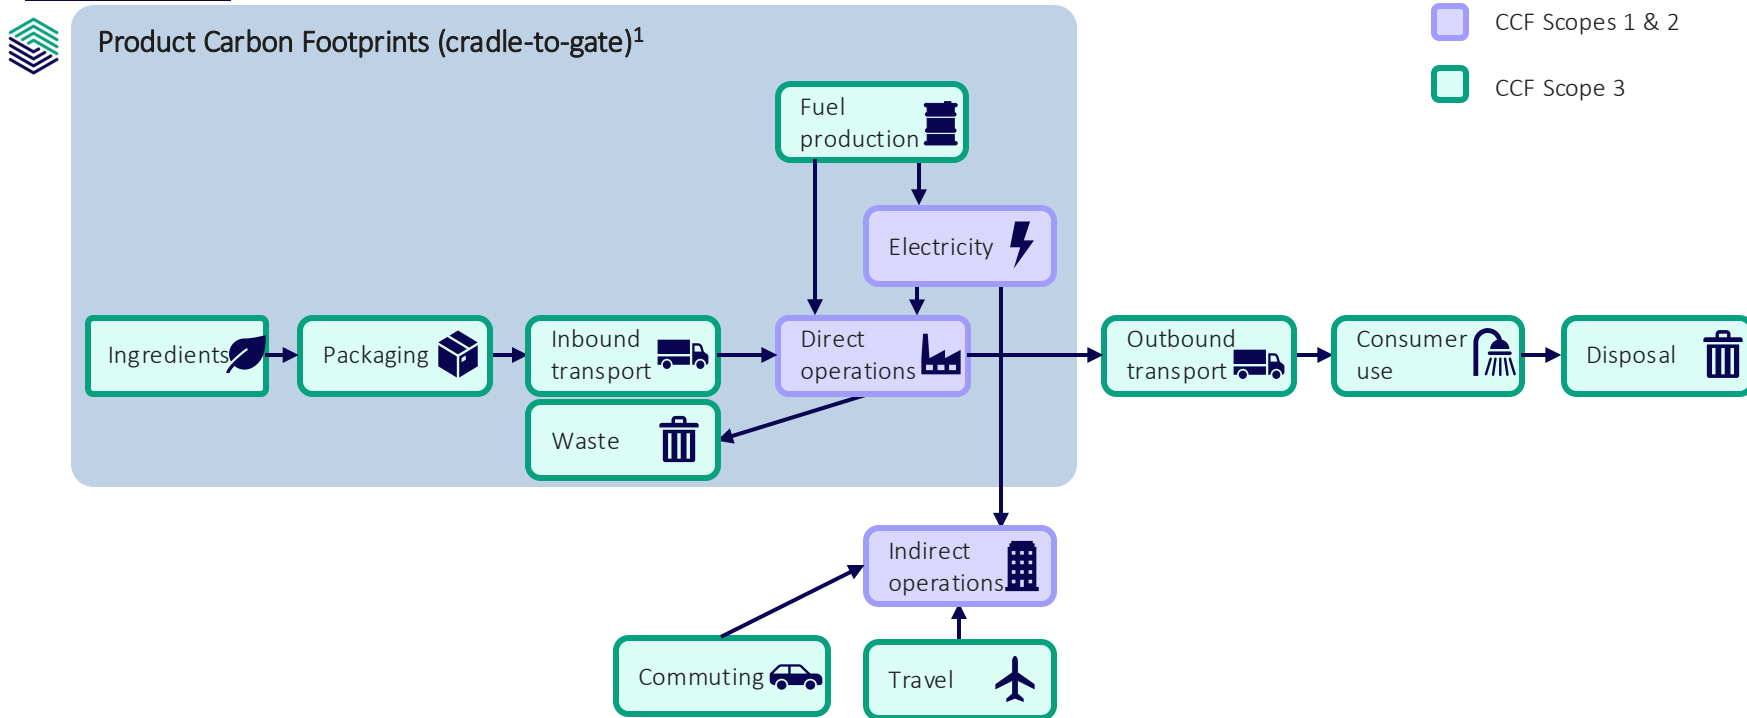 Product Carbon Footprints (cradle-to-gate)1
CCF Scopes 1 & 2
CCF Scope 3
Fuel
production
Electricity
Ingredients
Packaging
Inbound
transport
Direct
operations
Outbound
transport
Consumer
use
Disposal
Waste
Indirect
operations
Commuting
Travel